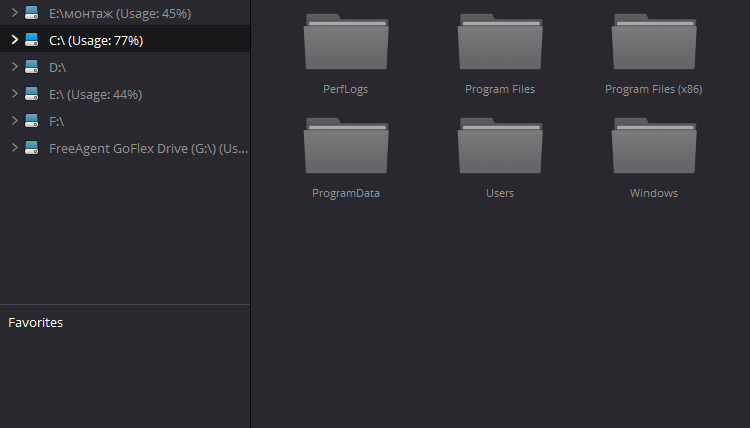 E:\монтаж (Usage: 45%)
C:\ (Usage: 77%)
D:\
E:\ (Usage: 44%)
F:\
FreeAgent GoFlex Drive (G:\) (Us...
Favorites
PerfLogs
Program Files
Program Files (x86)
ProgramData
Users
Windows